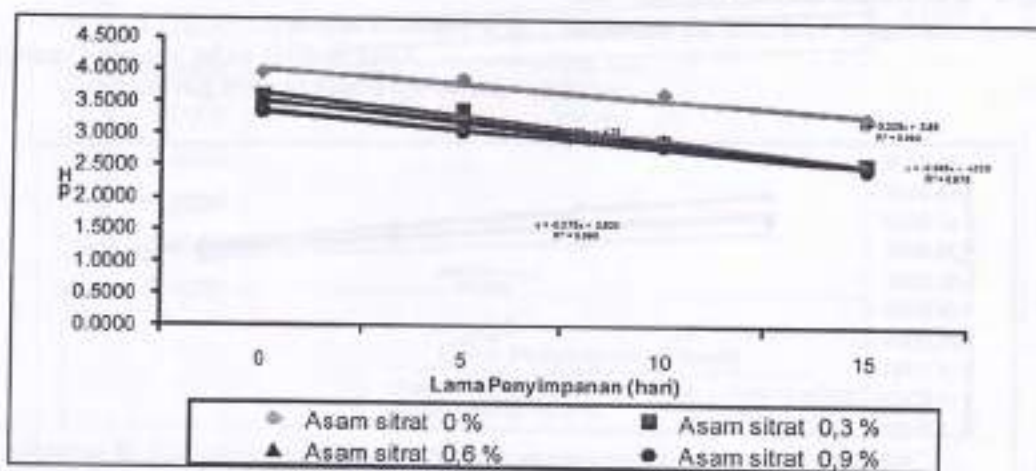 4.5000
4.0000
3.5000
3.0000
2.5000
2.0000
1.5000
1.0000
0.5000
0.0000
HP
0 5 10 15
Lama Penyimpanan (hari)
Asam sitrat 0 % Asam sitrat 0,3 %
Asam sitrat 0,6 % Asam sitrat 0,9 %